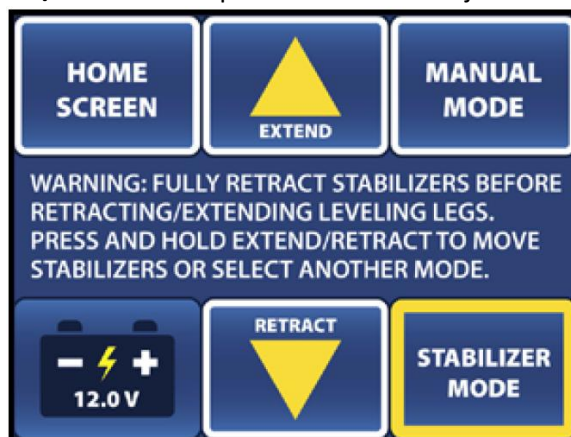 HOME
SCREEN
EXTEND
MANUAL
MODE
WARNING: FULLY RETRACT STABILIZERS BEFORE
RETRACTING/EXTENDING LEVELING LEGS.
PRESS AND HOLD EXTEND/RETRACT TO MOVE
STABILIZERS OR SELECT ANOTHER MODE.
12.0 V
RETRACT
STABILIZER
MODE